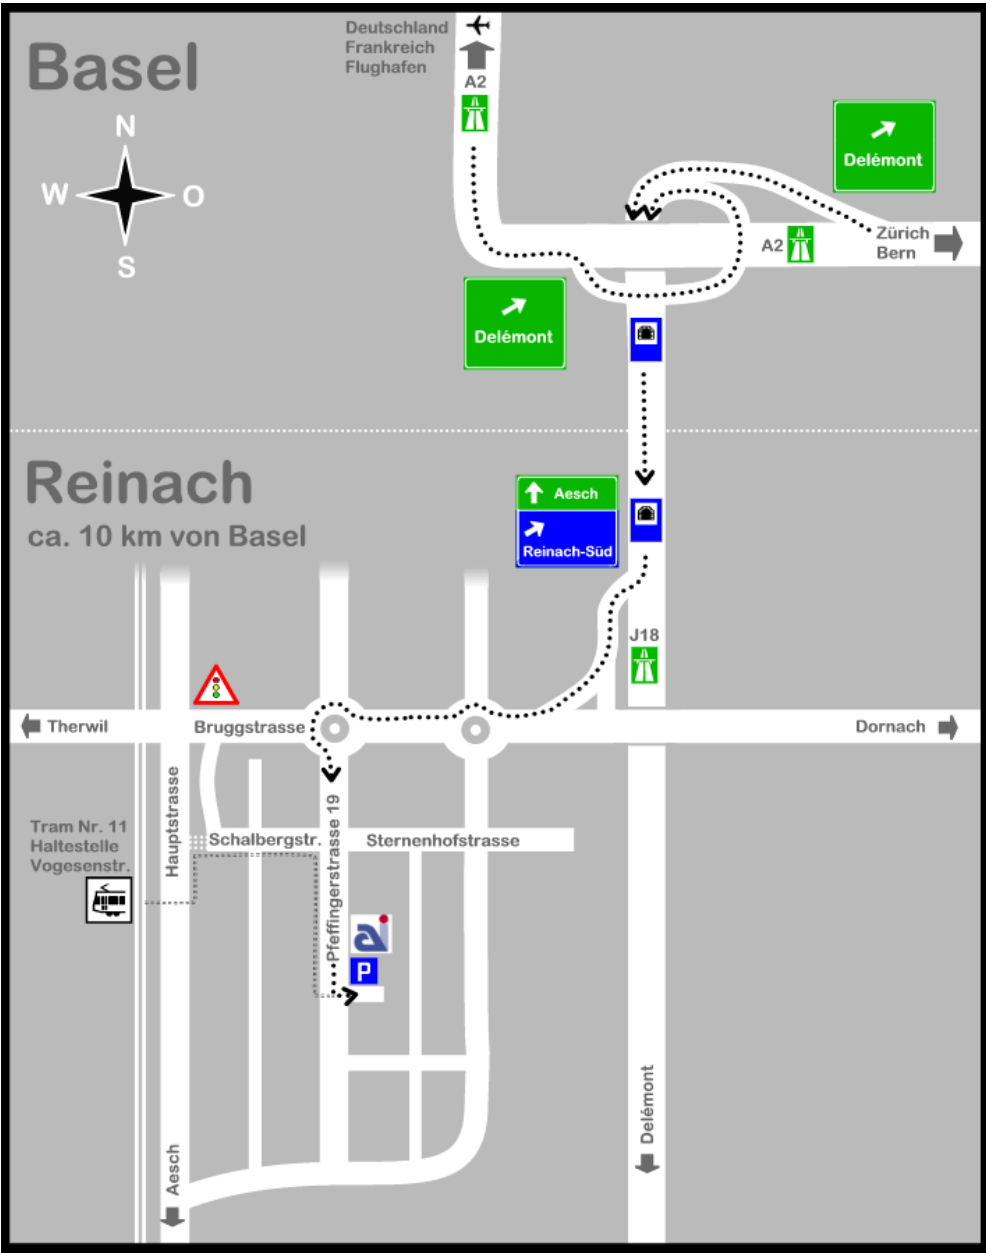 Deutschland
Frankreich
Flughafen
A2
Basel
N
W
O
S
Delémont
Zürich
Bern
A2
Delémont
Reinach
ca. 10 km von Basel
Aesch
Reinach-Süd
J18
Therwil
Bruggstrasse
Dornach
Hauptstrasse
Tram Nr. 11
Haltestelle
Vogesenstr.
Schalbergstr.
Sternenhofstrasse
Pfeffingerstrasse 19
ai
P
Aesch
Delémont